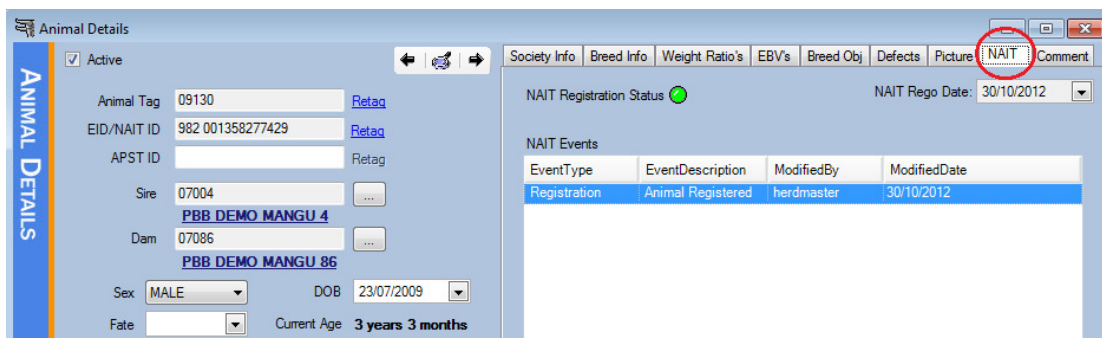 Animal Details
ANIMAL DETAILS
Active
Animal Tag 09130 Retag
EID/NAIT ID 982 001358277429 Retag
APST ID Retag
Sire 07004 ...
PBB DEMO MANGU 4
Dam 07086 ...
PBB DEMO MANGU 86
Sex MALE DOB 23/07/2009
Fate Current Age 3 years 3 months
Society Info Breed Info Weight Ratio's EBV's Breed Obj Defects Picture NAIT Comment
NAIT Registration Status NAIT Rego Date: 30/10/2012
NAIT Events
EventType EventDescription ModifiedBy ModifiedDate
Registration Animal Registered herdmaster 30/10/2012